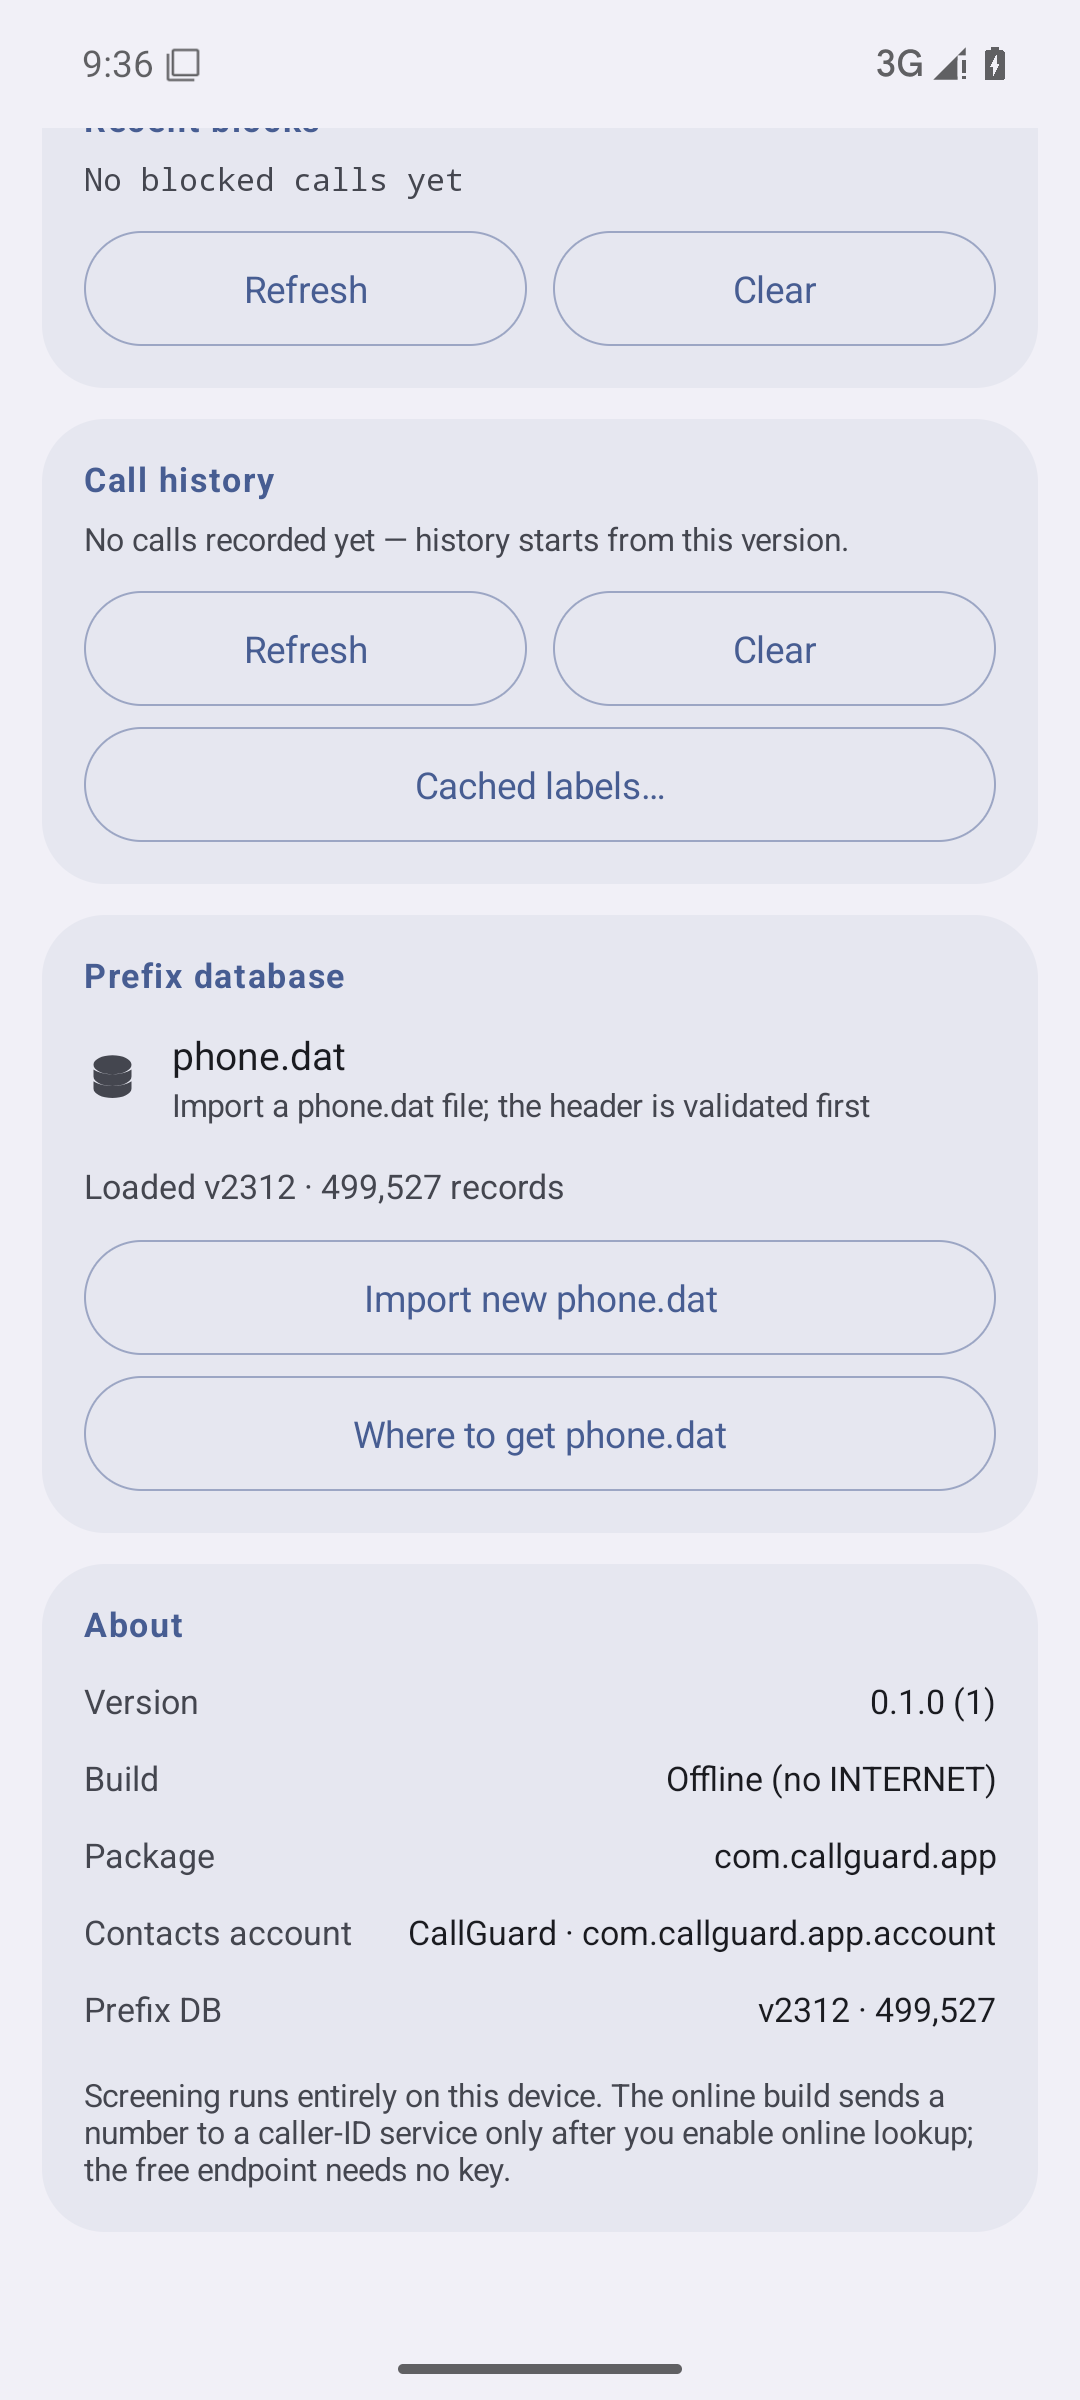 9:36
3G
Recent blocks
No blocked calls yet
Refresh
Clear
Call history
No calls recorded yet — history starts from this version.
Refresh
Clear
Cached labels…
Prefix database
phone.dat
Import a phone.dat file; the header is validated first
Loaded v2312 · 499,527 records
Import new phone.dat
Where to get phone.dat
About
Version
0.1.0 (1)
Build
Offline (no INTERNET)
Package
com.callguard.app
Contacts account
CallGuard · com.callguard.app.account
Prefix DB
v2312 · 499,527
Screening runs entirely on this device. The online build sends a
number to a caller-ID service only after you enable online lookup;
the free endpoint needs no key.